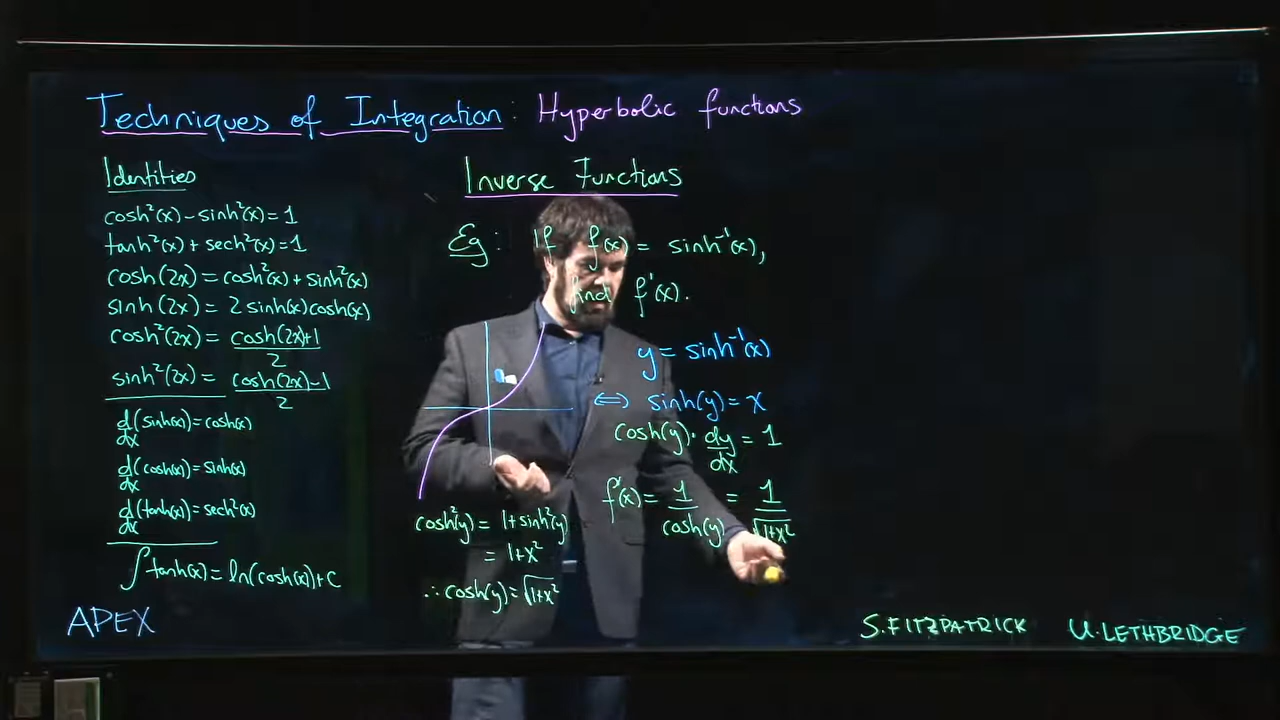 Techniques of Integration: Hyperbolic functions
Identities
cosh²(x) - sinh²(x) = 1
tanh²(x) + sech²(x) = 1
cosh(2x) = cosh²(x) + sinh²(x)
sinh(2x) = 2 sinh(x) cosh(x)
cosh²(2x) = (cosh(2x)+1)/2
sinh²(2x) = (cosh(2x)-1)/2
d/dx (sinh(x)) = cosh(x)
d/dx (cosh(x)) = sinh(x)
d/dx (tanh(x)) = sech²(x)
∫ tanh(x) = ln(cosh(x)) + C
APEX
Inverse Functions
Eg: If f(x) = sinh⁻¹(x),
find f'(x).
y = sinh⁻¹(x)
⇔ sinh(y) = x
cosh(y) · dy/dx = 1
f'(x) = 1/cosh(y) = 1/√(1+x²)
cosh²(y) = 1 + sinh²(y)
= 1+x²
∴ cosh(y) = √(1+x²)
S. FITZPATRICK U. LETHBRIDGE